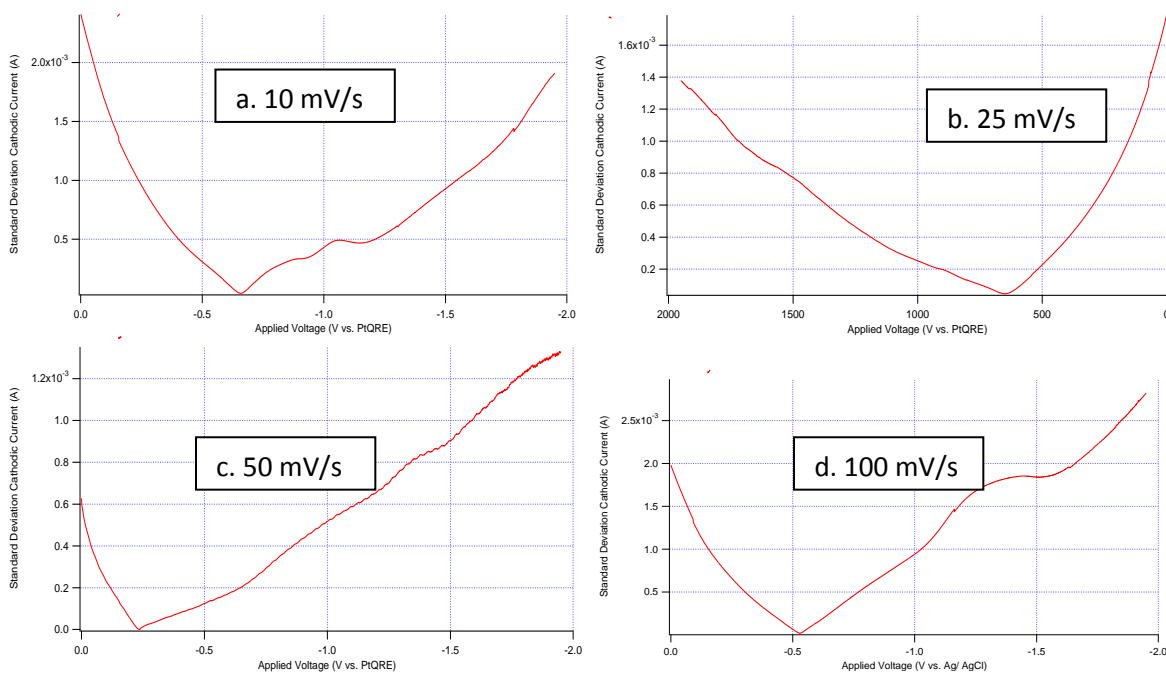 Standard Deviation Cathodic Current (A)
2.0x10⁻³
1.5
1.0
0.5
a. 10 mV/s
0.0
-0.5
-1.0
-1.5
-2.0
Applied Voltage (V vs. PtQRE)
Standard Deviation Cathodic Current (A)
1.6x10⁻³
1.4
1.2
1.0
0.8
0.6
0.4
0.2
b. 25 mV/s
2000
1500
1000
500
0
Applied Voltage (V vs. PtQRE)
Standard Deviation Cathodic Current (A)
1.2x10⁻³
1.0
0.8
0.6
0.4
0.2
0.0
c. 50 mV/s
0.0
-0.5
-1.0
-1.5
-2.0
Applied Voltage (V vs. PtQRE)
Standard Deviation Cathodic Current (A)
2.5x10⁻³
2.0
1.5
1.0
0.5
d. 100 mV/s
0.0
-0.5
-1.0
-1.5
-2.0
Applied Voltage (V vs. Ag/ AgCl)